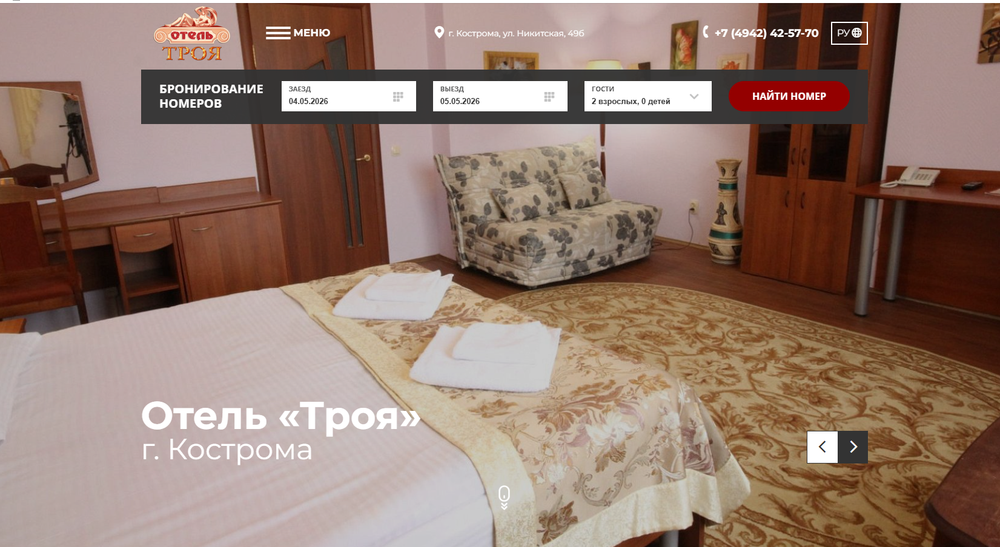 ОТЕЛЬ
ТРОЯ
МЕНЮ
г. Кострома, ул. Никитская, 49б
+7 (4942) 42-57-70
РУ
БРОНИРОВАНИЕ
НОМЕРОВ
ЗАЕЗД
04.05.2026
ВЫЕЗД
05.05.2026
ГОСТИ
2 взрослых, 0 детей
НАЙТИ НОМЕР
Отель «Троя»
г. Кострома